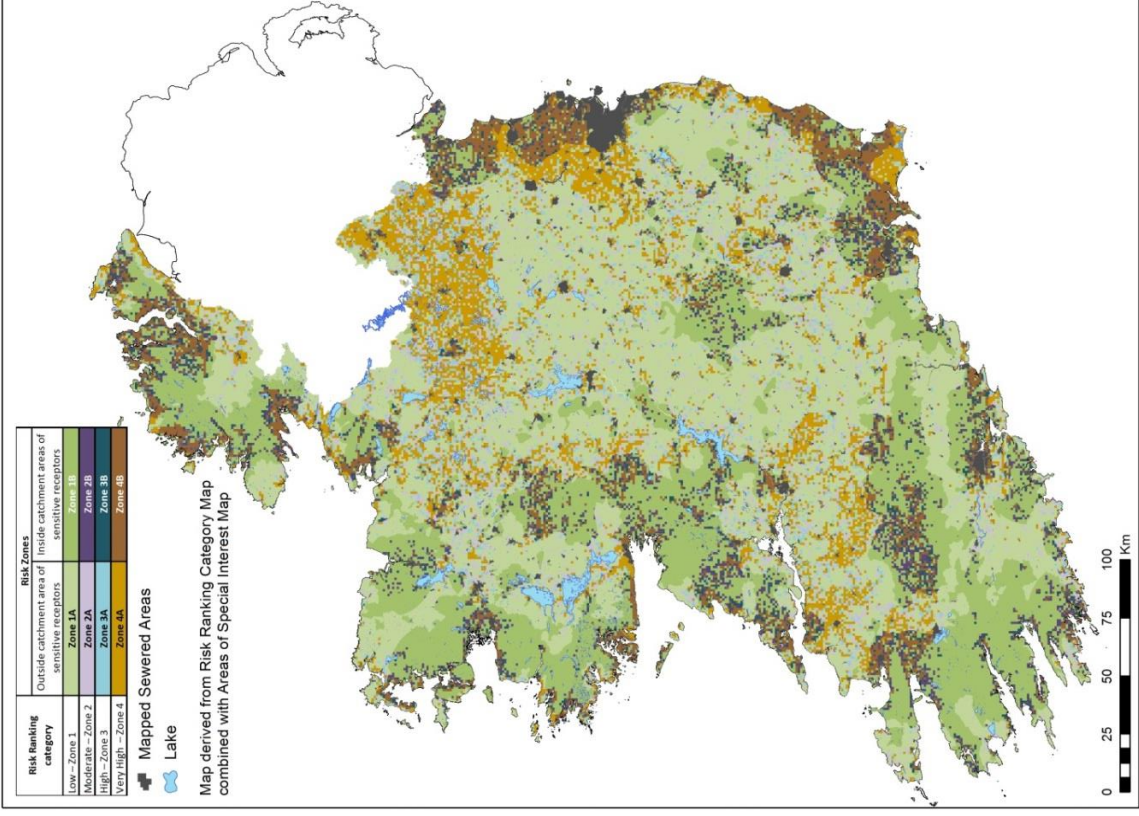 Risk Ranking category
Risk Zones
Outside catchment area of sensitive receptors
Inside catchment areas of sensitive receptors
Low – Zone 1
Zone 1A
Zone 1B
Moderate – Zone 2
Zone 2A
Zone 2B
High – Zone 3
Zone 3A
Zone 3B
Very High – Zone 4
Zone 4A
Zone 4B
Mapped Sewered Areas
Lake
Map derived from Risk Ranking Category Map
combined with Areas of Special Interest Map
0 25 50 75 100
Km